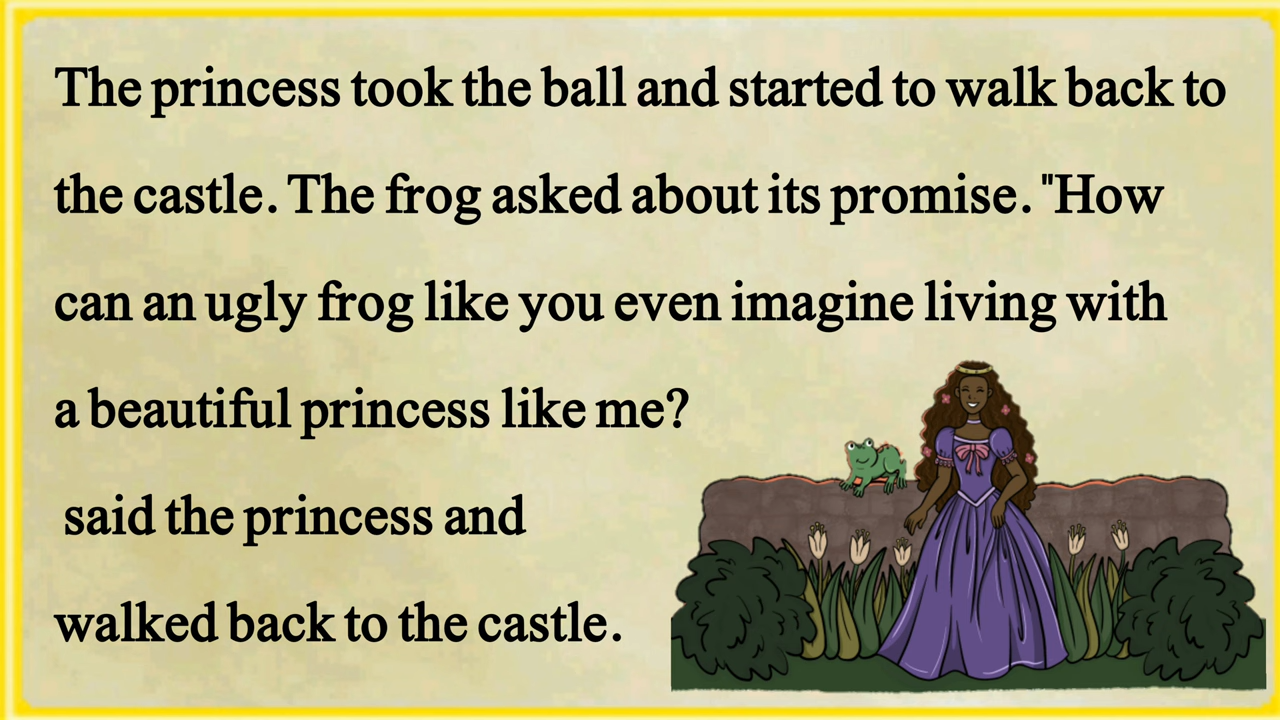 The princess took the ball and started to walk back to
the castle. The frog asked about its promise. "How
can an ugly frog like you even imagine living with
a beautiful princess like me?
said the princess and
walked back to the castle.